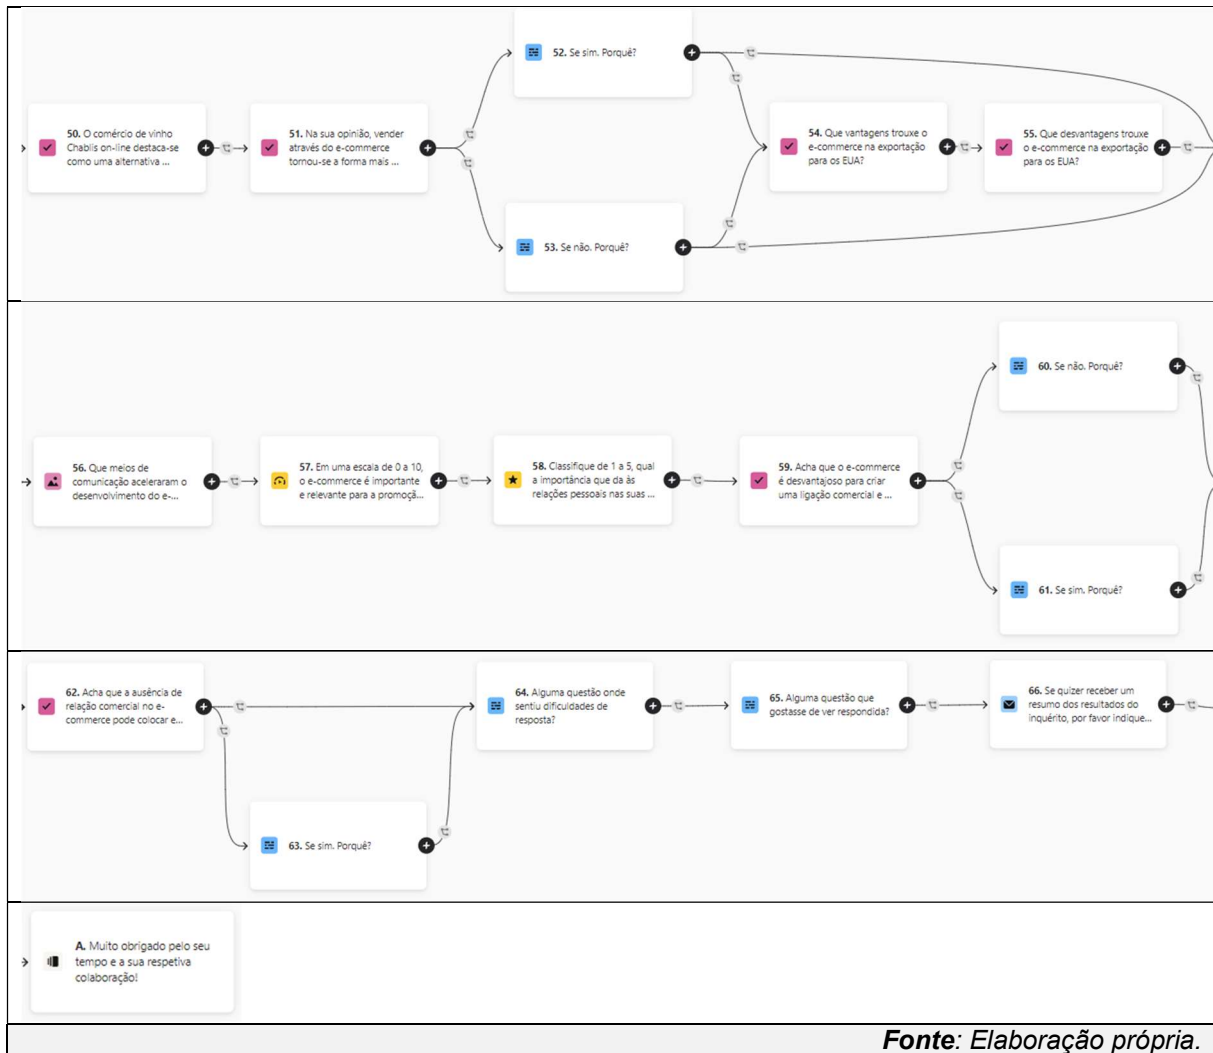 52. Se sim. Porquê?
50. O comércio de vinho
Chablis on-line destaca-se
como uma alternativa ...
51. Na sua opinião, vender
através do e-commerce
tornou-se a forma mais ...
54. Que vantagens trouxe o
e-commerce na exportação
para os EUA?
55. Que desvantagens trouxe
o e-commerce na exportação
para os EUA?
53. Se não. Porquê?
60. Se não. Porquê?
56. Que meios de
comunicação aceleraram o
desenvolvimento do e-...
57. Em uma escala de 0 a 10,
o e-commerce é importante
e relevante para a promoçã...
58. Classifique de 1 a 5, qual
a importância que da às
relações pessoais nas suas ...
59. Acha que o e-commerce
é desvantajoso para criar
uma ligação comercial e ...
61. Se sim. Porquê?
62. Acha que a ausência de
relação comercial no e-
commerce pode colocar e...
64. Alguma questão onde
sentiu dificuldades de
resposta?
65. Alguma questão que
gostasse de ver respondida?
66. Se quizer receber um
resumo dos resultados do
inquérito, por favor indique...
63. Se sim. Porquê?
A. Muito obrigado pelo seu
tempo e a sua respetiva
colaboração!
Fonte: Elaboração própria.